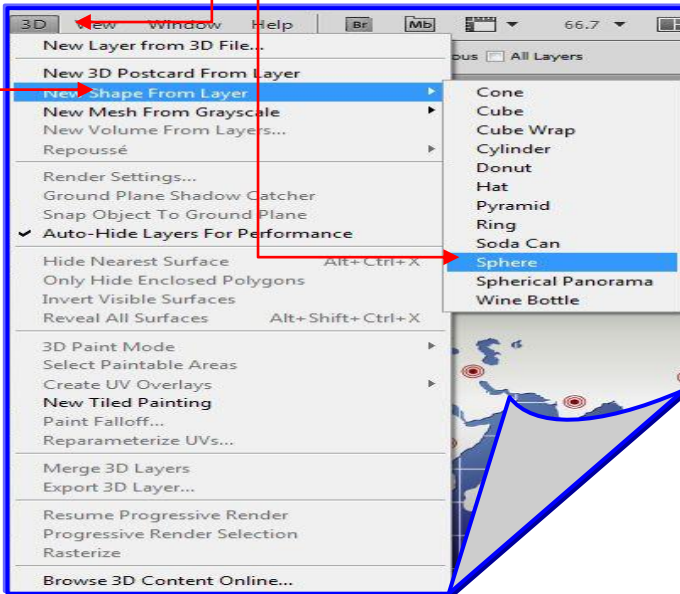 3D View Window Help Br Mb 66.7
ous All Layers
New Layer from 3D File...
New 3D Postcard From Layer
New Shape From Layer
New Mesh From Grayscale
New Volume From Layers...
Repoussé
Render Settings...
Ground Plane Shadow Catcher
Snap Object To Ground Plane
Auto-Hide Layers For Performance
Hide Nearest Surface Alt+Ctrl+X
Only Hide Enclosed Polygons
Invert Visible Surfaces
Reveal All Surfaces Alt+Shift+Ctrl+X
3D Paint Mode
Select Paintable Areas
Create UV Overlays
New Tiled Painting
Paint Falloff...
Reparameterize UVs...
Merge 3D Layers
Export 3D Layer...
Resume Progressive Render
Progressive Render Selection
Rasterize
Browse 3D Content Online...
Cone
Cube
Cube Wrap
Cylinder
Donut
Hat
Pyramid
Ring
Soda Can
Sphere
Spherical Panorama
Wine Bottle